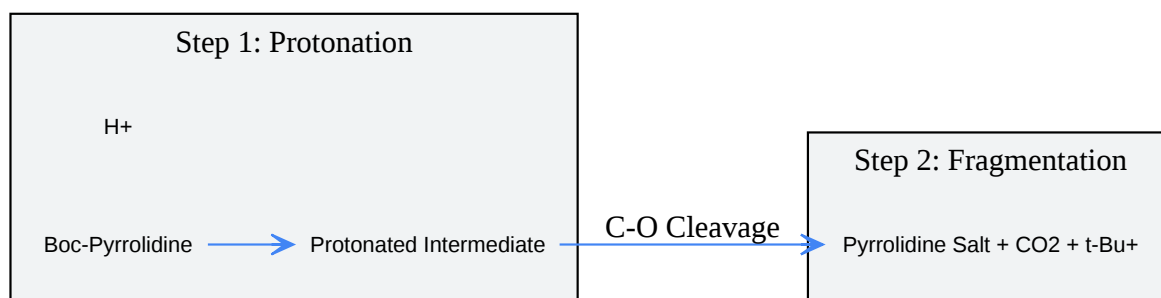 Step 1: Protonation
H+
Boc-Pyrrolidine
Protonated Intermediate
C-O Cleavage
Step 2: Fragmentation
Pyrrolidine Salt + CO2 + t-Bu+